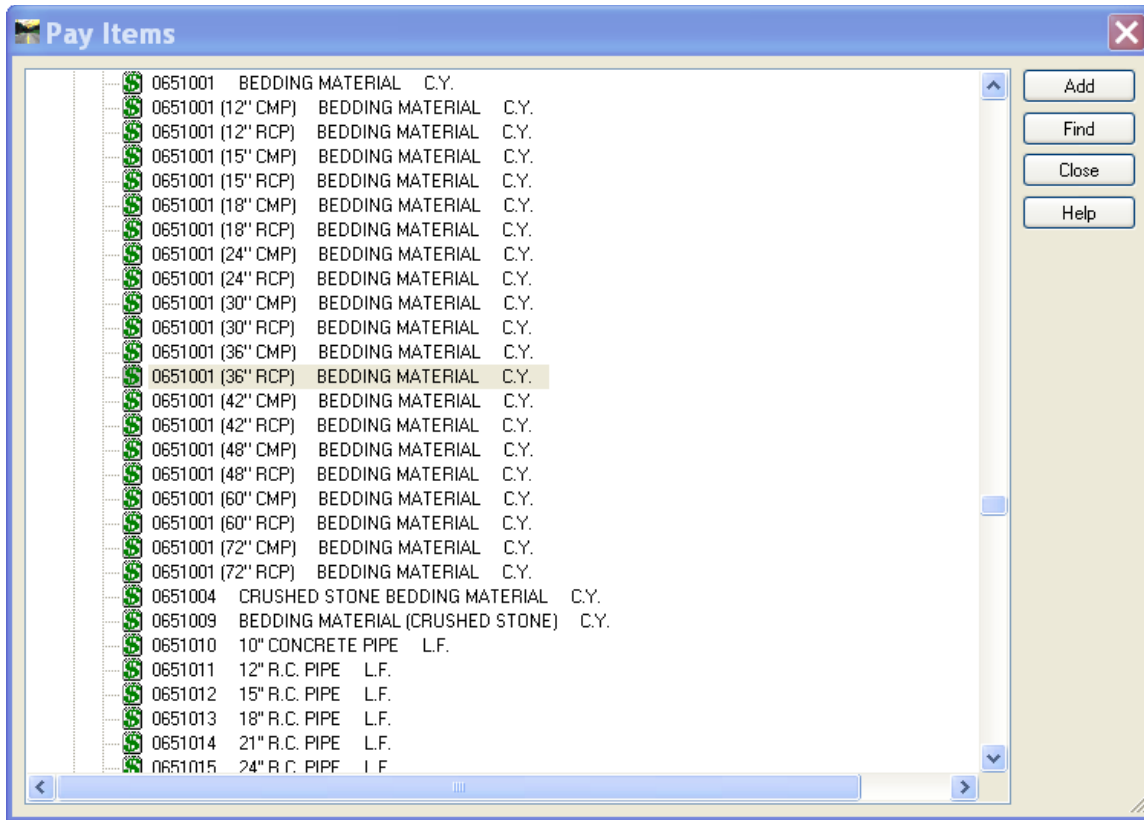 Pay Items
0651001 BEDDING MATERIAL C.Y.
0651001 (12" CMP) BEDDING MATERIAL C.Y.
0651001 (12" RCP) BEDDING MATERIAL C.Y.
0651001 (15" CMP) BEDDING MATERIAL C.Y.
0651001 (15" RCP) BEDDING MATERIAL C.Y.
0651001 (18" CMP) BEDDING MATERIAL C.Y.
0651001 (18" RCP) BEDDING MATERIAL C.Y.
0651001 (24" CMP) BEDDING MATERIAL C.Y.
0651001 (24" RCP) BEDDING MATERIAL C.Y.
0651001 (30" CMP) BEDDING MATERIAL C.Y.
0651001 (30" RCP) BEDDING MATERIAL C.Y.
0651001 (36" CMP) BEDDING MATERIAL C.Y.
0651001 (36" RCP) BEDDING MATERIAL C.Y.
0651001 (42" CMP) BEDDING MATERIAL C.Y.
0651001 (42" RCP) BEDDING MATERIAL C.Y.
0651001 (48" CMP) BEDDING MATERIAL C.Y.
0651001 (48" RCP) BEDDING MATERIAL C.Y.
0651001 (60" CMP) BEDDING MATERIAL C.Y.
0651001 (60" RCP) BEDDING MATERIAL C.Y.
0651001 (72" CMP) BEDDING MATERIAL C.Y.
0651001 (72" RCP) BEDDING MATERIAL C.Y.
0651004 CRUSHED STONE BEDDING MATERIAL C.Y.
0651009 BEDDING MATERIAL (CRUSHED STONE) C.Y.
0651010 10" CONCRETE PIPE L.F.
0651011 12" R.C. PIPE L.F.
0651012 15" R.C. PIPE L.F.
0651013 18" R.C. PIPE L.F.
0651014 21" R.C. PIPE L.F.
0651015 24" R.C. PIPE L.F.
Add
Find
Close
Help